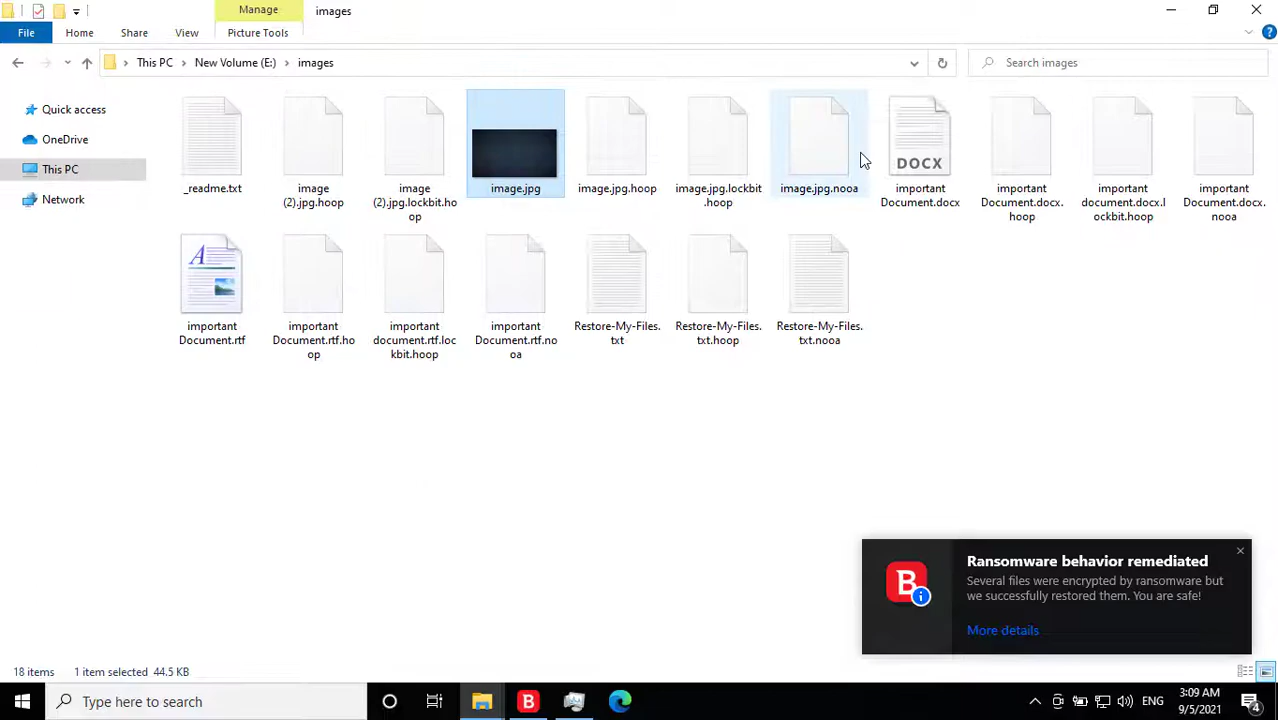 Manage
images
File
Home
Share
View
Picture Tools
This PC
New Volume (E:)
images
Search images
Quick access
OneDrive
This PC
Network
_readme.txt
image
(2).jpg.hoop
image
(2).jpg.lockbit.ho
op
image.jpg
image.jpg.hoop
image.jpg.lockbit
.hoop
image.jpg.nooa
DOCX
important
Document.docx
important
Document.docx.
hoop
important
document.docx.l
ockbit.hoop
important
Document.docx.
nooa
important
Document.rtf
important
Document.rtf.ho
op
important
document.rtf.loc
kbit.hoop
important
Document.rtf.no
oa
Restore-My-Files.
txt
Restore-My-Files.
txt.hoop
Restore-My-Files.
txt.nooa
B
Ransomware behavior remediated
Several files were encrypted by ransomware but
we successfully restored them. You are safe!
More details
18 items
1 item selected 44.5 KB
Type here to search
B
ENG
3:09 AM
9/5/2021
4